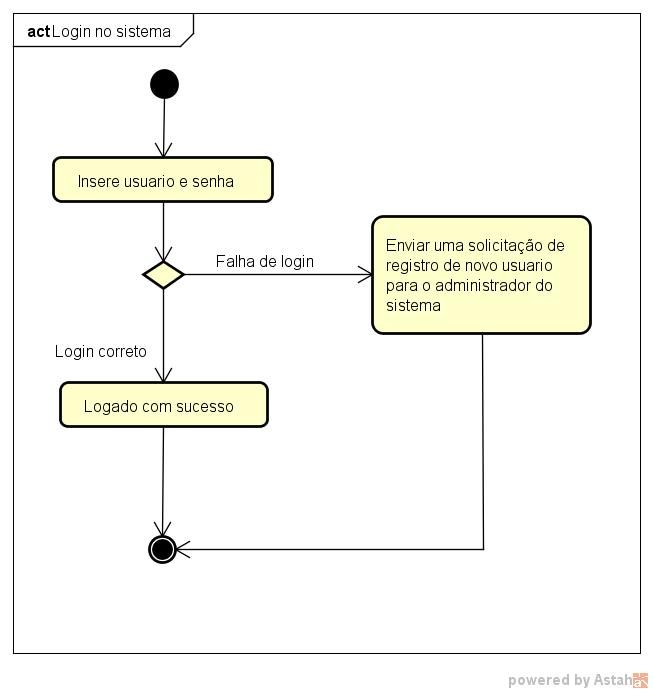 act Login no sistema
Insere usuario e senha
Falha de login
Enviar uma solicitação de
registro de novo usuario
para o administrador do
sistema
Login correto
Logado com sucesso
powered by Astah